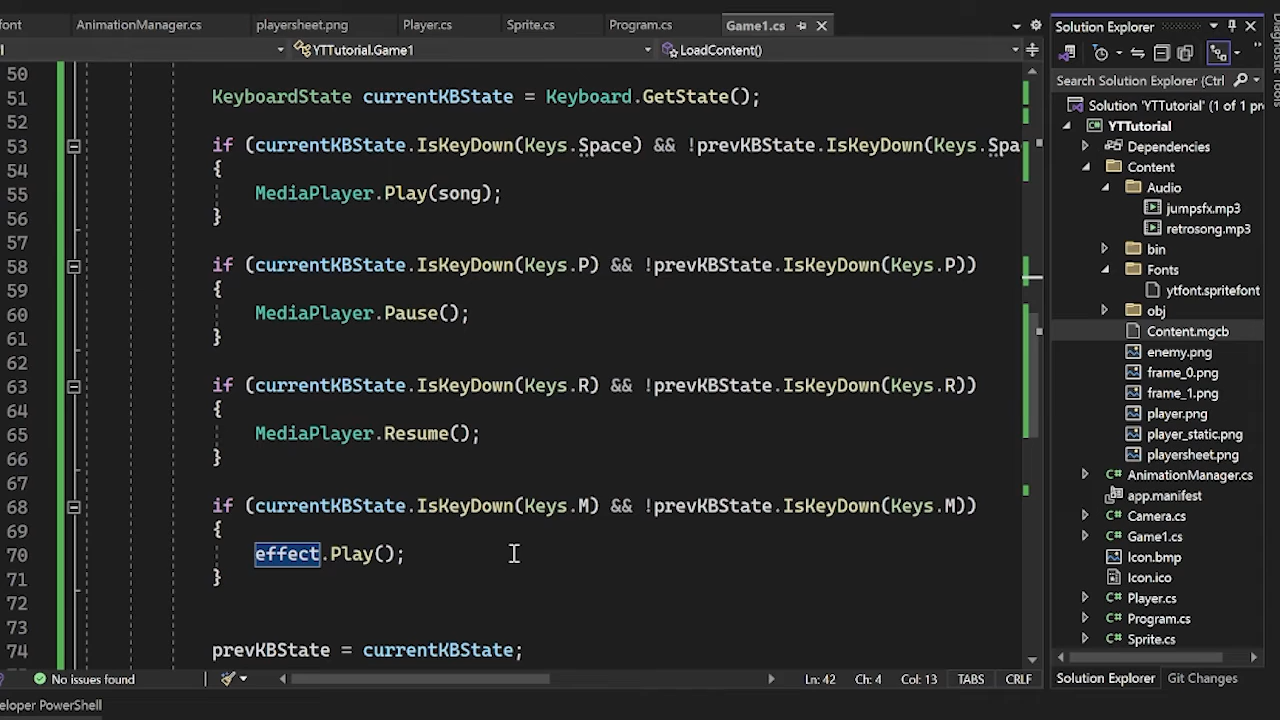 font
AnimationManager.cs
playersheet.png
Player.cs
Sprite.cs
Program.cs
Game1.cs
Solution Explorer
YTTutorial.Game1
LoadContent()
Search Solution Explorer (Ctrl
50
51 KeyboardState currentKBState = Keyboard.GetState();
52
53 if (currentKBState.IsKeyDown(Keys.Space) && !prevKBState.IsKeyDown(Keys.Spa
54 {
55 MediaPlayer.Play(song);
56 }
57
58 if (currentKBState.IsKeyDown(Keys.P) && !prevKBState.IsKeyDown(Keys.P))
59 {
60 MediaPlayer.Pause();
61 }
62
63 if (currentKBState.IsKeyDown(Keys.R) && !prevKBState.IsKeyDown(Keys.R))
64 {
65 MediaPlayer.Resume();
66 }
67
68 if (currentKBState.IsKeyDown(Keys.M) && !prevKBState.IsKeyDown(Keys.M))
69 {
70 effect.Play();
71 }
72
73
74 prevKBState = currentKBState;
Solution 'YTTutorial' (1 of 1 pro
C# YTTutorial
Dependencies
Content
Audio
jumpsfx.mp3
retrosong.mp3
bin
Fonts
ytfont.spritefont
obj
Content.mgcb
enemy.png
frame_0.png
frame_1.png
player.png
player_static.png
playersheet.png
C# AnimationManager.cs
app.manifest
C# Camera.cs
C# Game1.cs
Icon.bmp
Icon.ico
C# Player.cs
C# Program.cs
C# Sprite.cs
Diagnostic Tools
No issues found
Ln: 42
Ch: 4
Col: 13
TABS
CRLF
Solution Explorer
Git Changes
eloper PowerShell